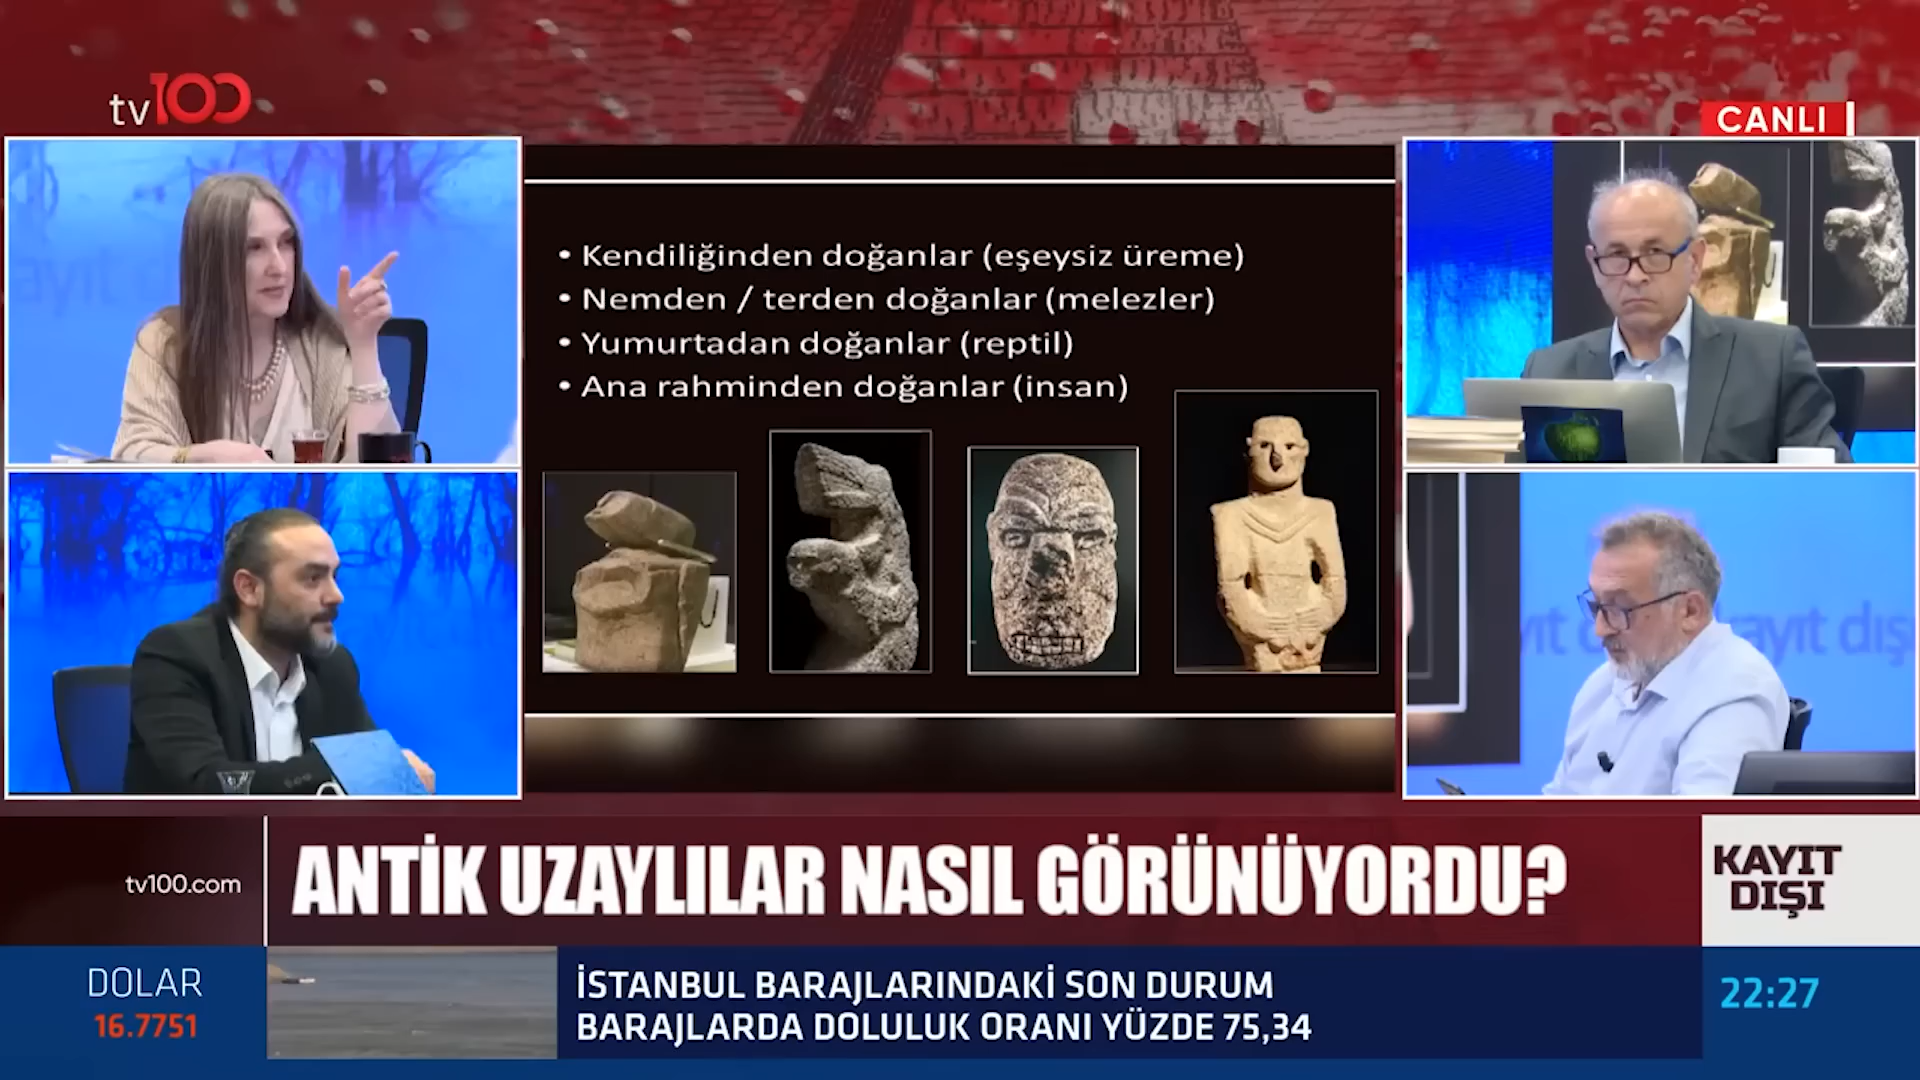 tv100
CANLI
• Kendiliğinden doğanlar (eşeysiz üreme)
• Nemden / terden doğanlar (melezler)
• Yumurtadan doğanlar (reptil)
• Ana rahminden doğanlar (insan)
kayıt dışı
tv100.com
ANTİK UZAYLILAR NASIL GÖRÜNÜYORDU?
KAYIT
DIŞI
DOLAR
16.7751
İSTANBUL BARAJLARINDAKİ SON DURUM
BARAJLARDA DOLULUK ORANI YÜZDE 75,34
22:27